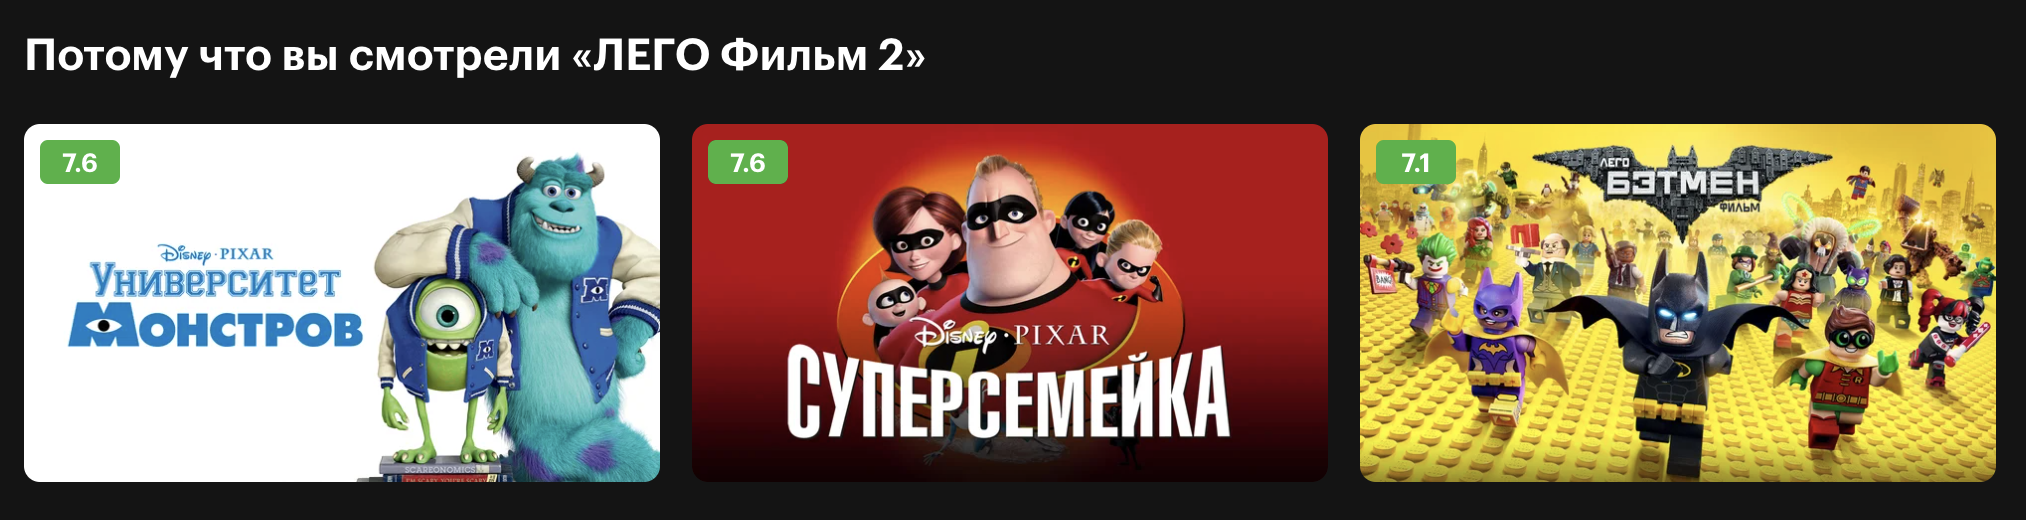 Потому что вы смотрели «ЛЕГО Фильм 2»
7.6
Disney · PIXAR
Университет
Монстров
SCAREONOMICS
7.6
Disney · PIXAR
СУПЕРСЕМЕЙКА
7.1
ЛЕГО
БЭТМЕН
ФИЛЬМ
BANG